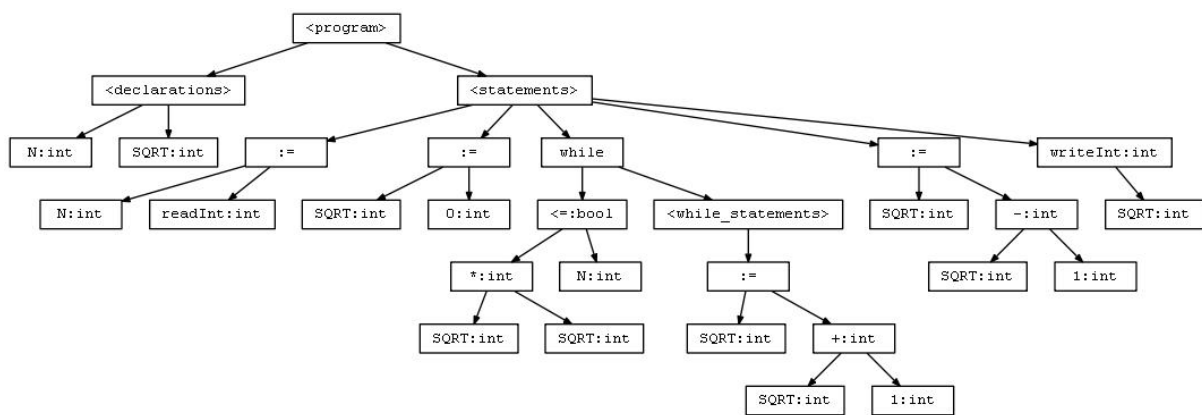 <program>
<declarations> <statements>
N:int SQRT:int := := while := writeInt:int
N:int readInt:int SQRT:int 0:int <=:bool <while_statements> SQRT:int -:int SQRT:int
*:int N:int := SQRT:int 1:int
SQRT:int SQRT:int SQRT:int +:int
SQRT:int 1:int